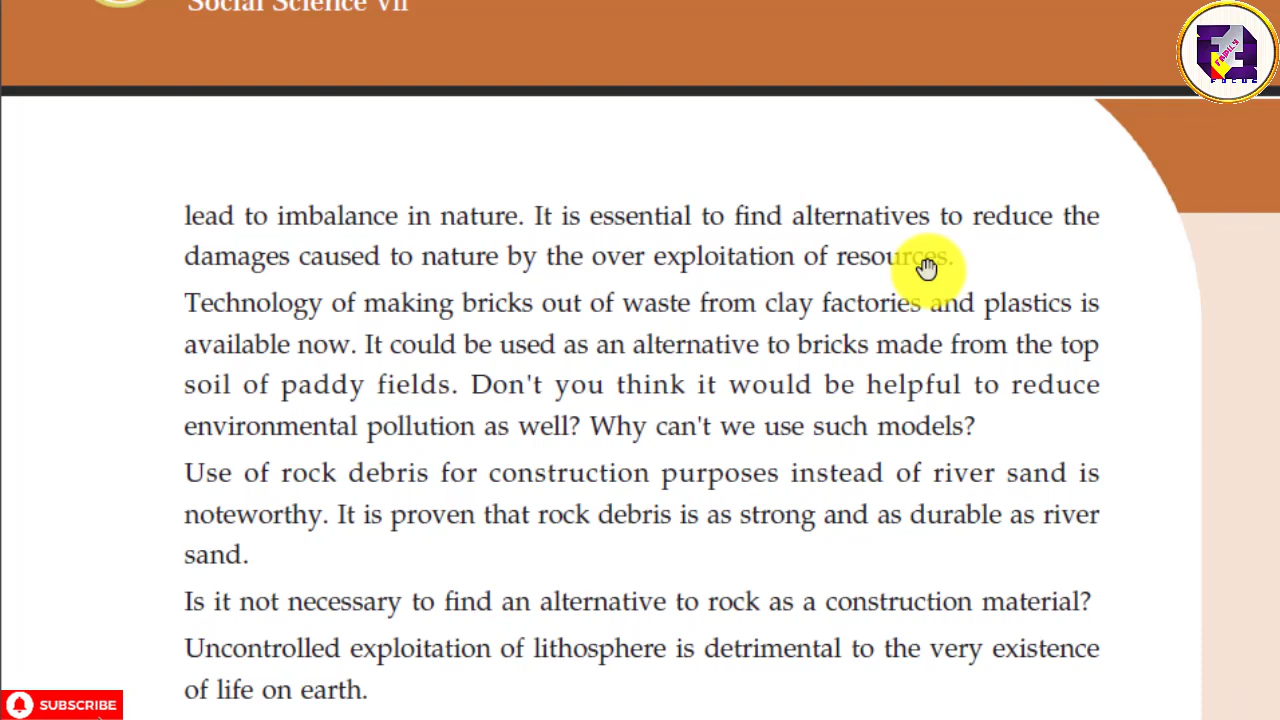 Social Science VII
FAMILY
FOCUS
lead to imbalance in nature. It is essential to find alternatives to reduce the
damages caused to nature by the over exploitation of resources.
Technology of making bricks out of waste from clay factories and plastics is
available now. It could be used as an alternative to bricks made from the top
soil of paddy fields. Don't you think it would be helpful to reduce
environmental pollution as well? Why can't we use such models?
Use of rock debris for construction purposes instead of river sand is
noteworthy. It is proven that rock debris is as strong and as durable as river
sand.
Is it not necessary to find an alternative to rock as a construction material?
Uncontrolled exploitation of lithosphere is detrimental to the very existence
of life on earth.
SUBSCRIBE